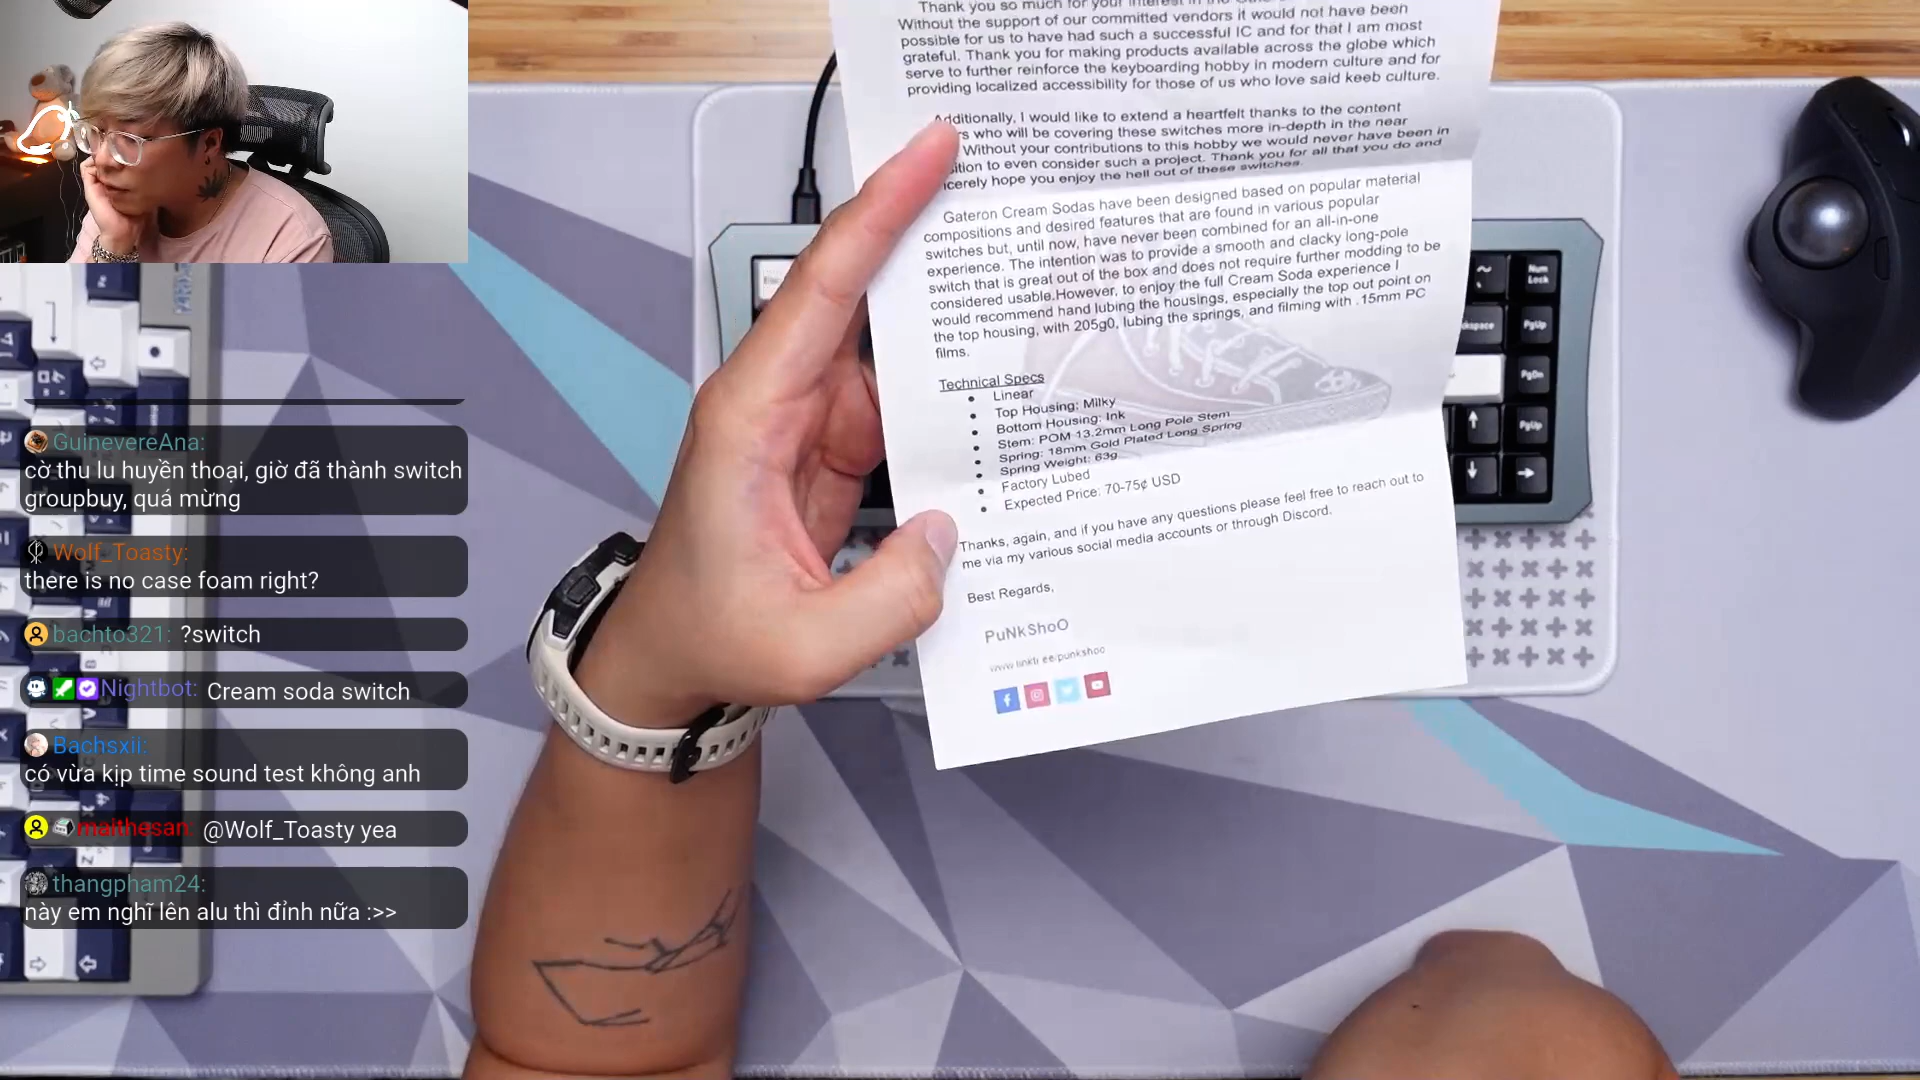 Thank you so much for your interest in the
Without the support of our committed vendors it would not have been
possible for us to have had such a successful IC and for that I am most
grateful. Thank you for making products available across the globe which
serve to further reinforce the keyboarding hobby in modern culture and for
providing localized accessibility for those of us who love said keeb culture.
Additionally, I would like to extend a heartfelt thanks to the content
who will be covering these switches more in-depth in the near
Without your contributions to this hobby we would never have been in
to even consider such a project. Thank you for all that you do and
hope you enjoy the hell out of these switches.
Gateron Cream Sodas have been designed based on popular material
compositions and desired features that are found in various popular
switches but, until now, have never been combined for an all-in-one
experience. The intention was to provide a smooth and clacky long-pole
switch that is great out of the box and does not require further modding to be
considered usable.However, to enjoy the full Cream Soda experience I
would recommend hand lubing the housings, especially the top out point on
the top housing, with 205g0, lubing the springs, and filming with .15mm PC
films.
Technical Specs
• Linear
• Top Housing: Milky
• Bottom Housing: Ink
• Stem: POM 13.2mm Long Pole Stem
• Spring: 18mm Gold Plated Long Spring
• Spring Weight: 63g
• Factory Lubed
• Expected Price: 70-75¢ USD
Thanks, again, and if you have any questions please feel free to reach out to
me via my various social media accounts or through Discord.
Best Regards,
PuNkShoO
www.linktr.ee/punkshoo
Num
Lock
PgUp
PgDn
PgUp
GuinevereAna:
cờ thu lu huyền thoại, giờ đã thành switch
groupbuy, quá mừng
Wolf_Toasty:
there is no case foam right?
bachto321: ?switch
Nightbot: Cream soda switch
Bachsxii:
có vừa kịp time sound test không anh
maithesan: @Wolf_Toasty yea
thangpham24:
này em nghĩ lên alu thì đỉnh nữa :>>